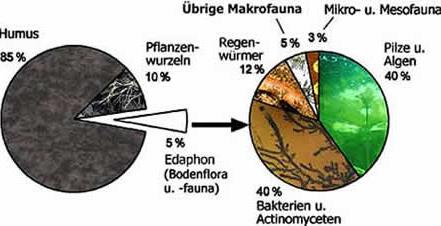 Humus
85 %
Pflanzen-
wurzeln
10 %
5 %
Edaphon
(Bodenflora
u. -fauna)
Übrige Makrofauna
5 %
Mikro- u. Mesofauna
3 %
Regen-
würmer
12 %
Pilze u.
Algen
40 %
40 %
Bakterien u.
Actinomyceten